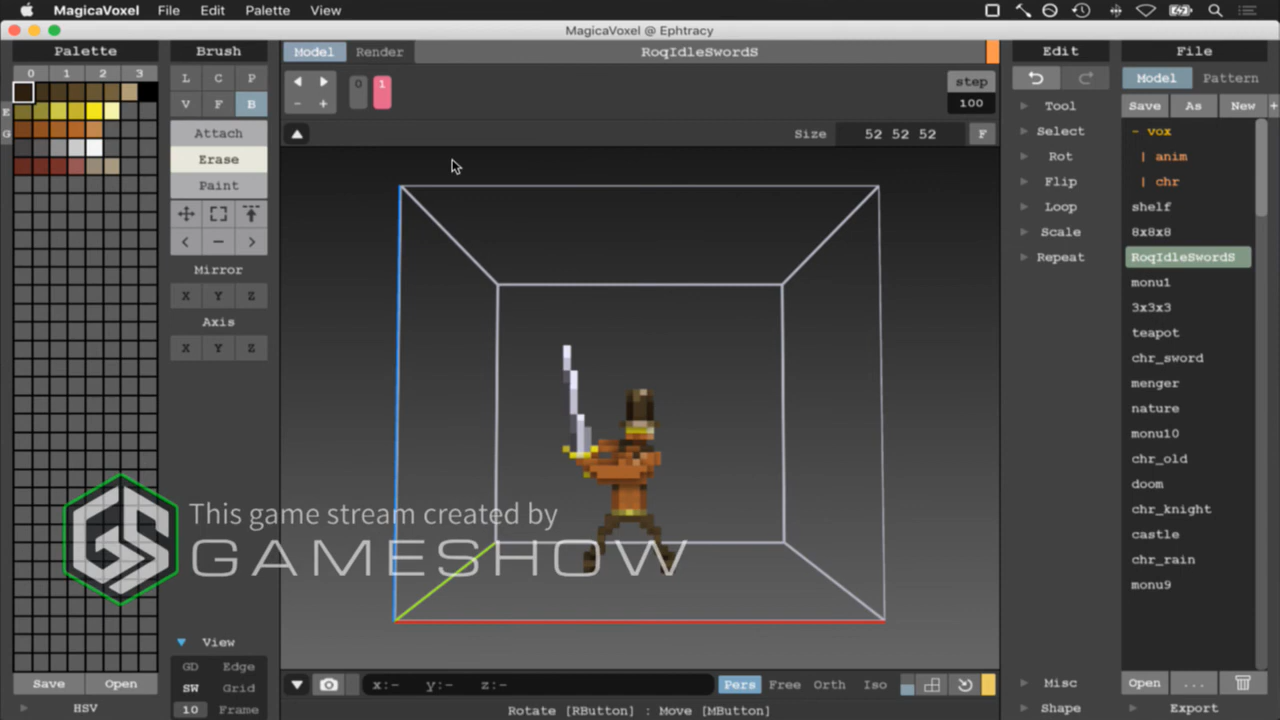 MagicaVoxel File Edit Palette View
MagicaVoxel @ Ephtracy
Palette
0 1 2 3
E
G
Save Open
HSV
Brush
L C P
V F B
Attach
Erase
Paint
Mirror
X Y Z
Axis
X Y Z
View
GD Edge
SW Grid
10 Frame
Model Render RoqIdleSwordS
0 1
step
100
Size 52 52 52 F
This game stream created by
GAMESHOW
x:- y:- z:-
Pers Free Orth Iso
Rotate [RButton] : Move [MButton]
Edit
Tool
Select
Rot
Flip
Loop
Scale
Repeat
Misc
Shape
File
Model Pattern
Save As New +
- vox
| anim
| chr
shelf
8x8x8
RoqIdleSwordS
monu1
3x3x3
teapot
chr_sword
menger
nature
monu10
chr_old
doom
chr_knight
castle
chr_rain
monu9
Open ...
Export